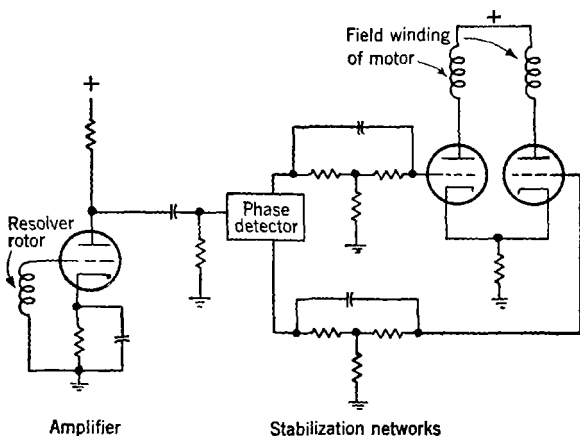 +
Field winding
of motor
+
Resolver
rotor
Phase
detector
Amplifier
Stabilization networks